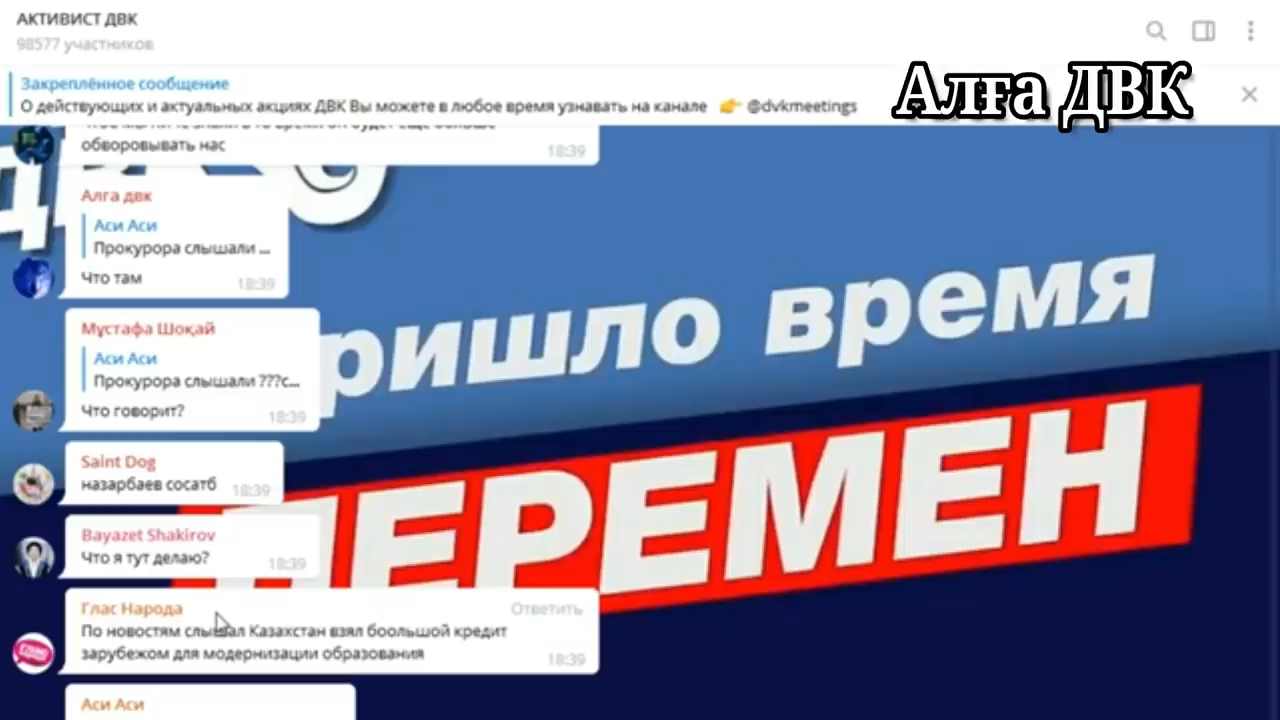 АКТИВИСТ ДВК
98577 участников
Закреплённое сообщение
О действующих и актуальных акциях ДВК Вы можете в любое время узнавать на канале 👉 @dvkmeetings
Алға ДВК
обворовывать нас
18:39
Алга двк
Аси Аси
Прокурора слышали ...
Что там
18:39
Мұстафа Шоқай
Аси Аси
Прокурора слышали ???с...
Что говорит?
18:39
Saint Dog
назарбаев сосатб
18:39
Bayazet Shakirov
Что я тут делаю?
18:39
Глас Народа
Ответить
По новостям слышал Казахстан взял боольшой кредит
зарубежом для модернизации образования
18:39
Аси Аси
ришло время
ПЕРЕМЕН